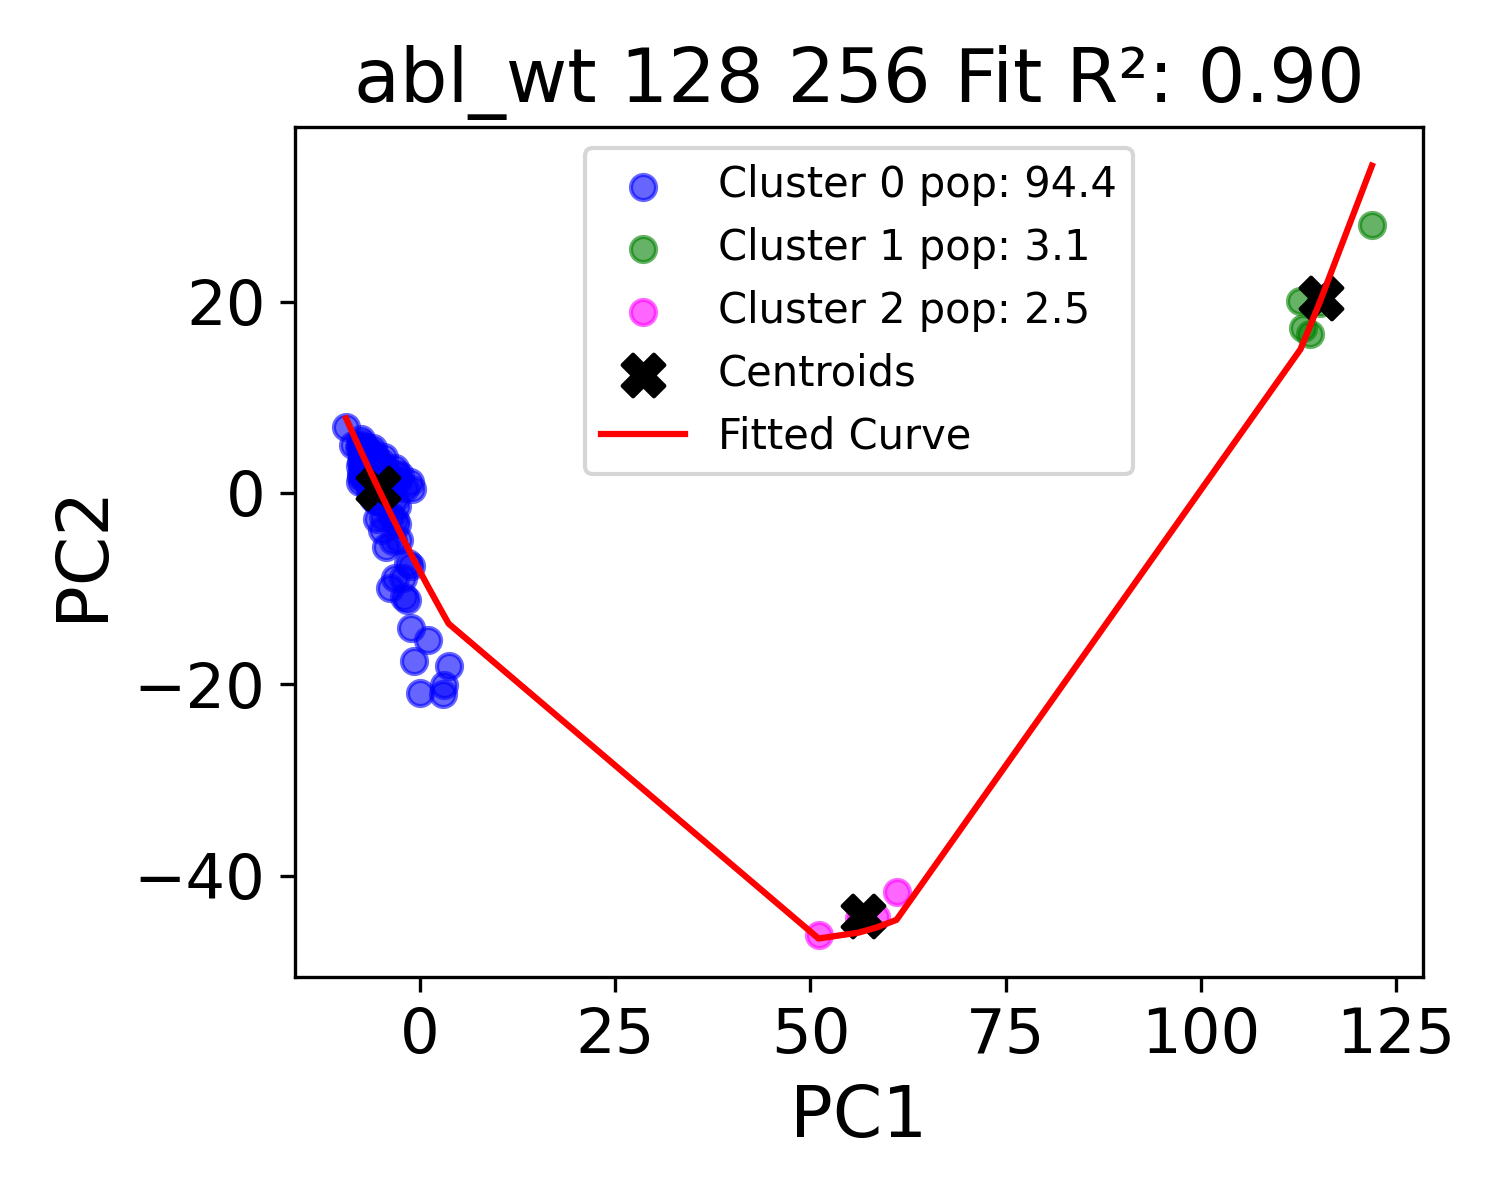 abl_wt 128 256 Fit R²: 0.90
Cluster 0 pop: 94.4
Cluster 1 pop: 3.1
Cluster 2 pop: 2.5
Centroids
Fitted Curve
PC2
20
0
−20
−40
0 25 50 75 100 125
PC1